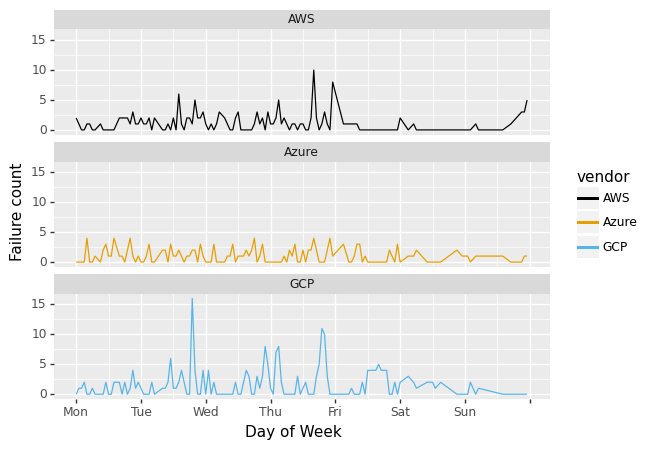 AWS
15
10
5
0
Azure
15
10
5
0
GCP
15
10
5
0
Mon Tue Wed Thu Fri Sat Sun
Day of Week
Failure count
vendor
AWS
Azure
GCP